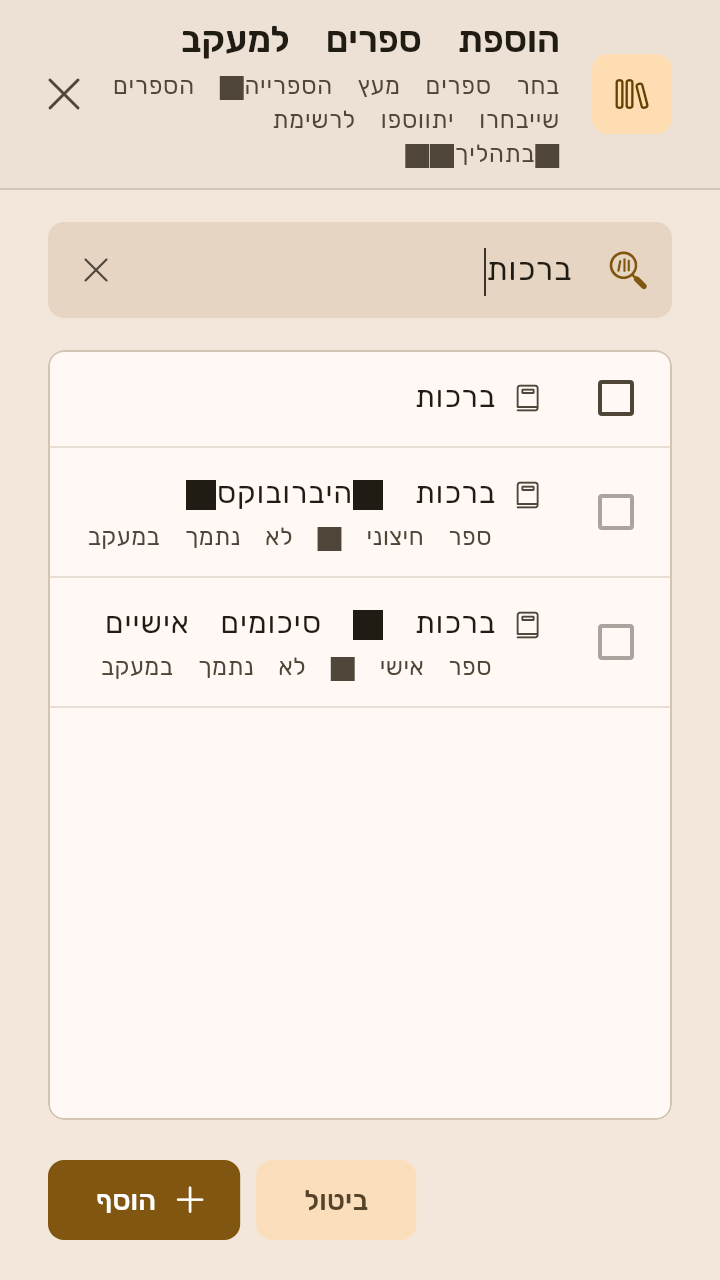 הוספת ספרים למעקב
בחר ספרים מעץ הספרייה■ הספרים
שייבחרו יתווספו לרשימת
■בתהליך■■
ברכות
ברכות
ברכות ■היברובוקס■
ספר חיצוני ■ לא נתמך במעקב
ברכות ■ סיכומים אישיים
ספר אישי ■ לא נתמך במעקב
ביטול
הוסף